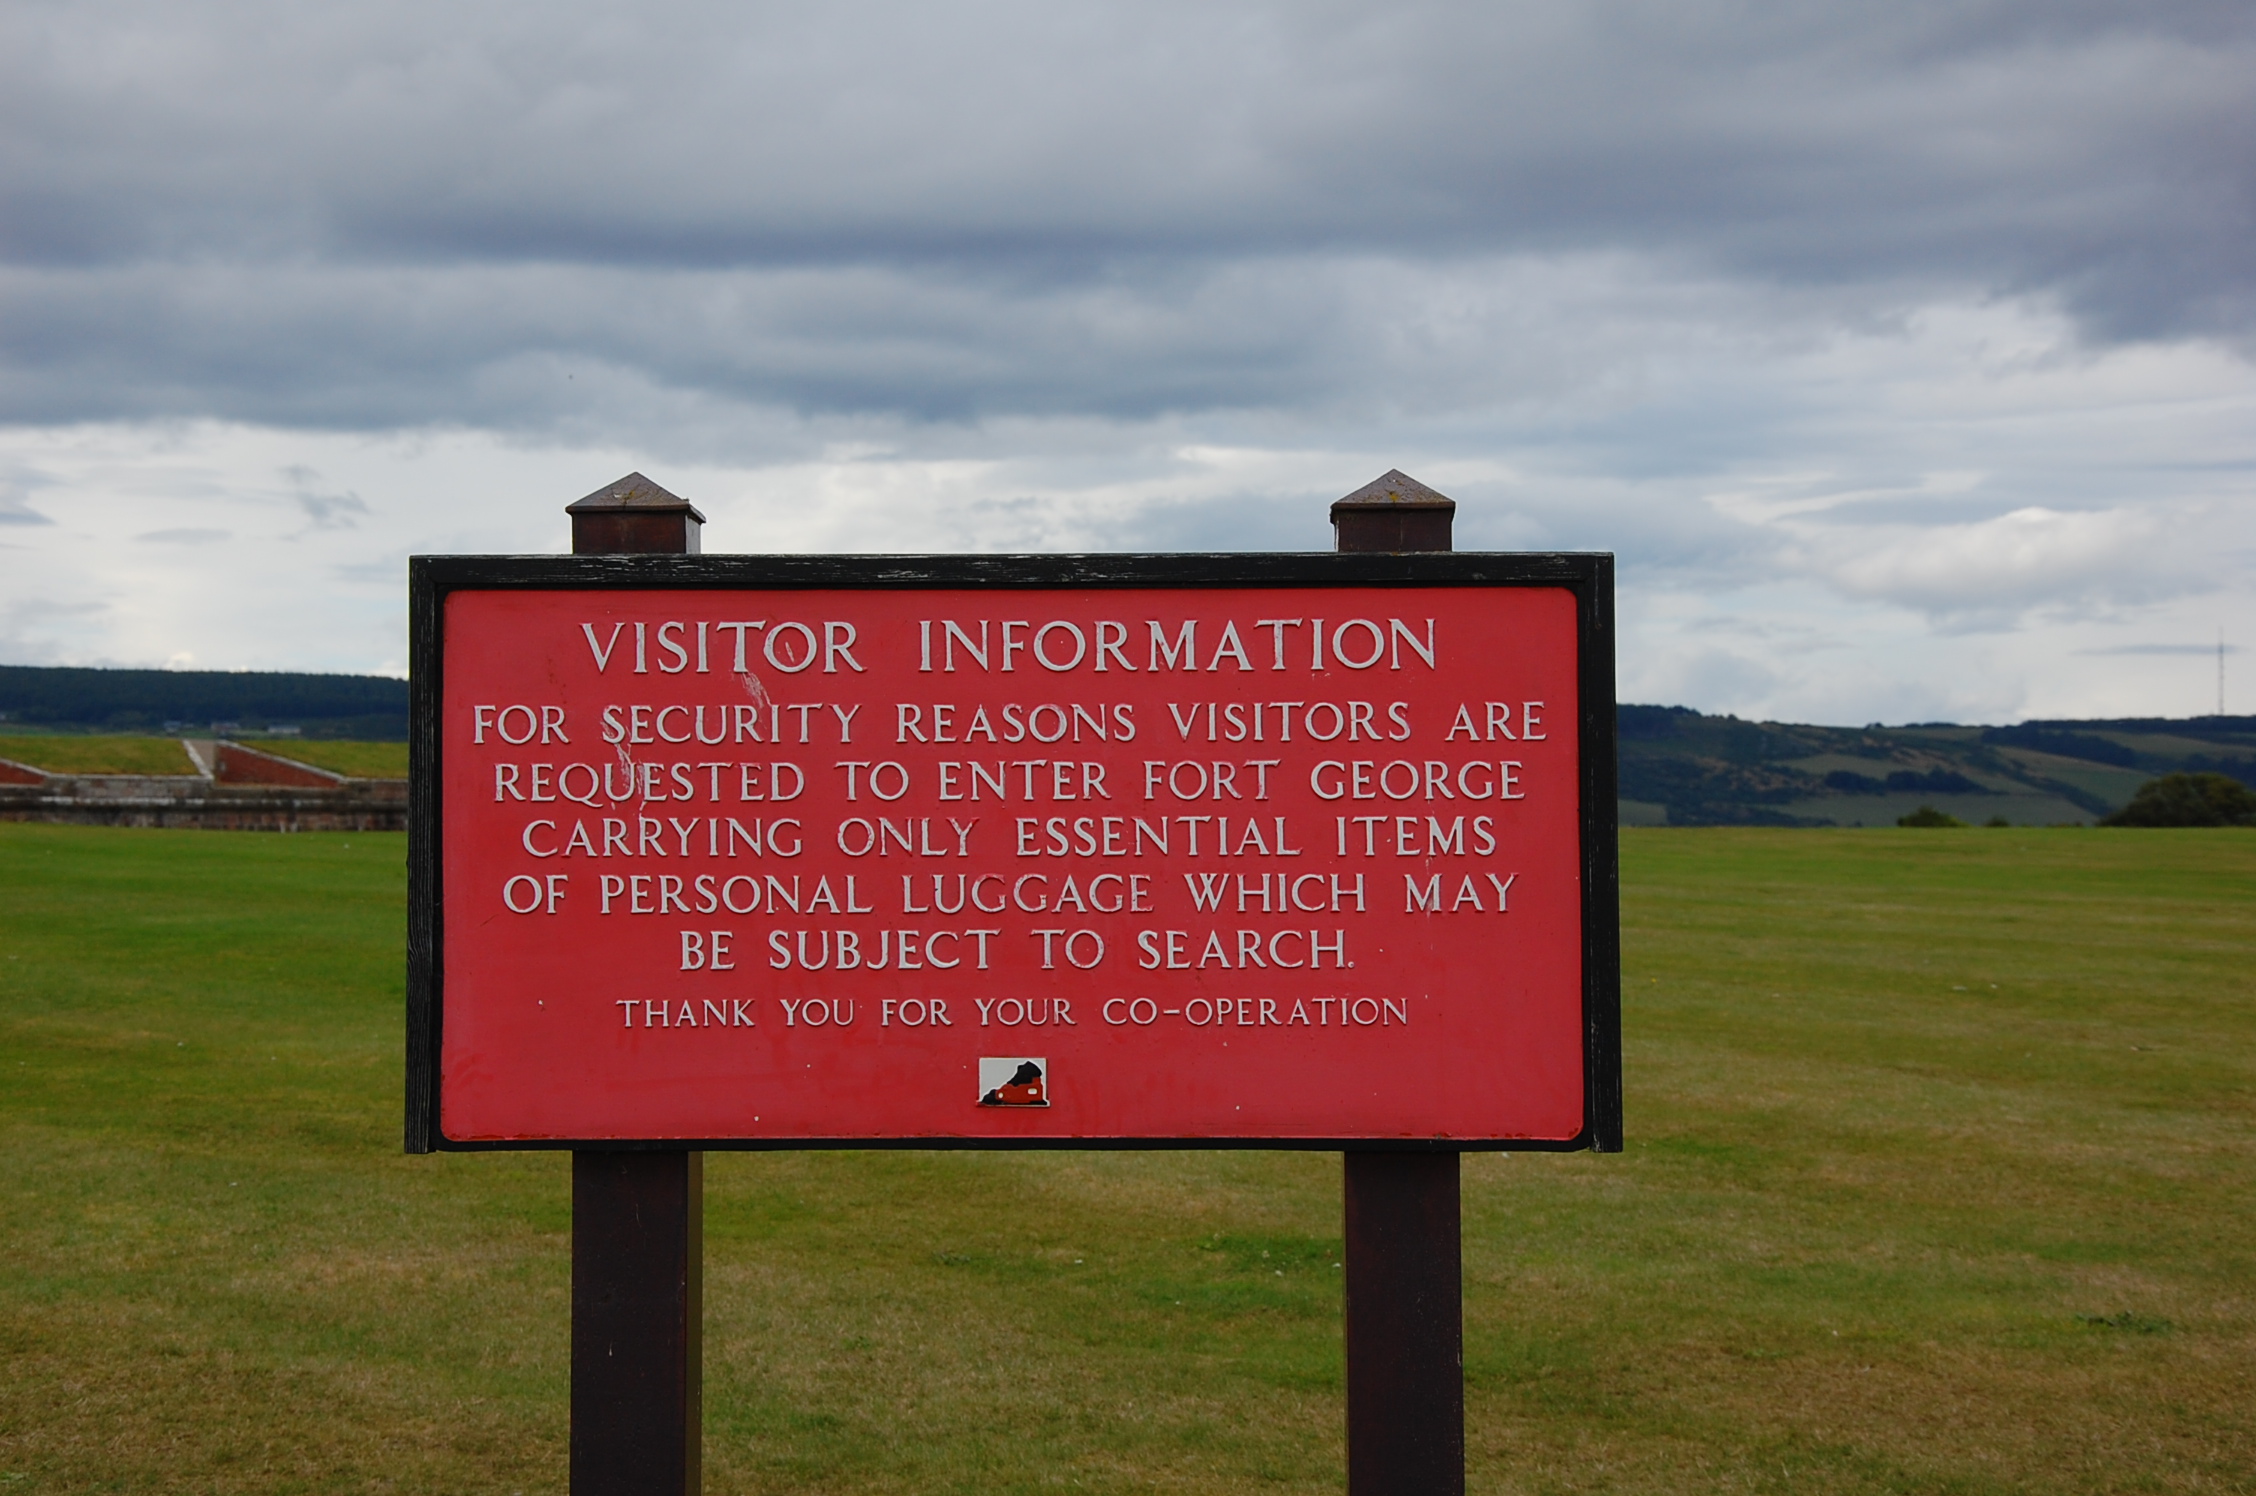 VISITOR INFORMATION
FOR SECURITY REASONS VISITORS ARE
REQUESTED TO ENTER FORT GEORGE
CARRYING ONLY ESSENTIAL ITEMS
OF PERSONAL LUGGAGE WHICH MAY
BE SUBJECT TO SEARCH.
THANK YOU FOR YOUR CO-OPERATION